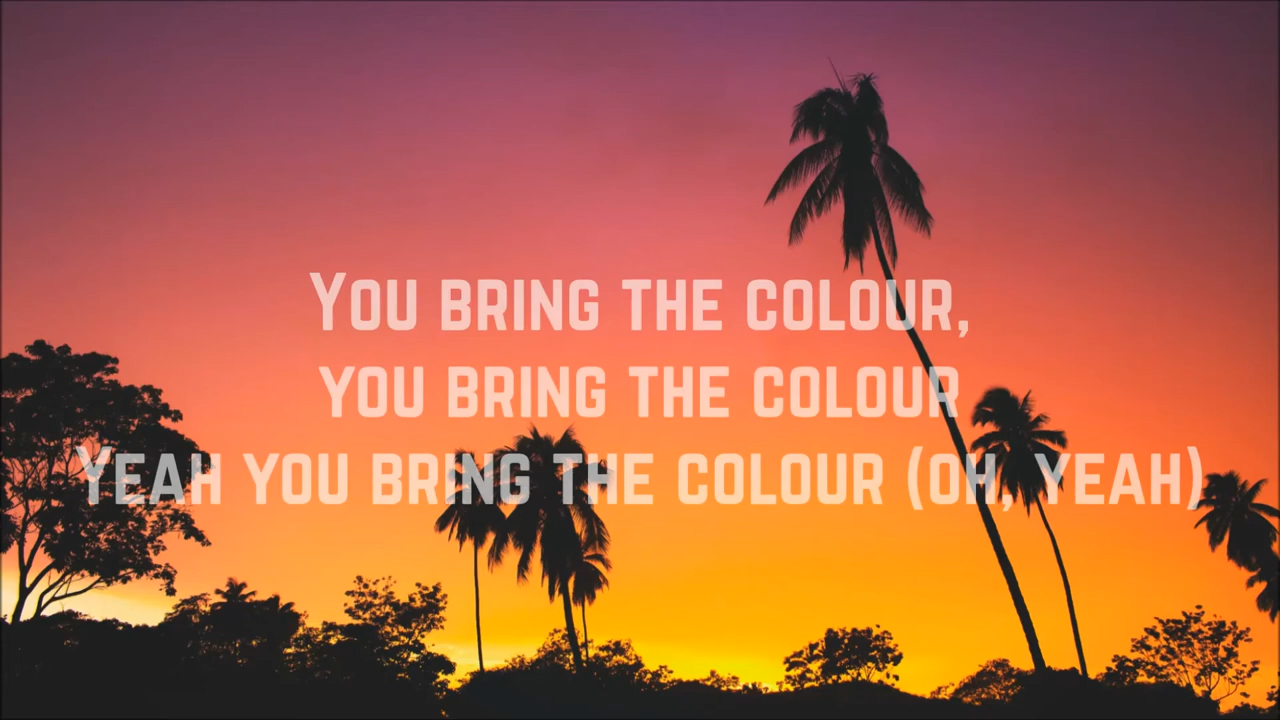 You bring the colour,
you bring the colour
Yeah you bring the colour (oh, yeah)